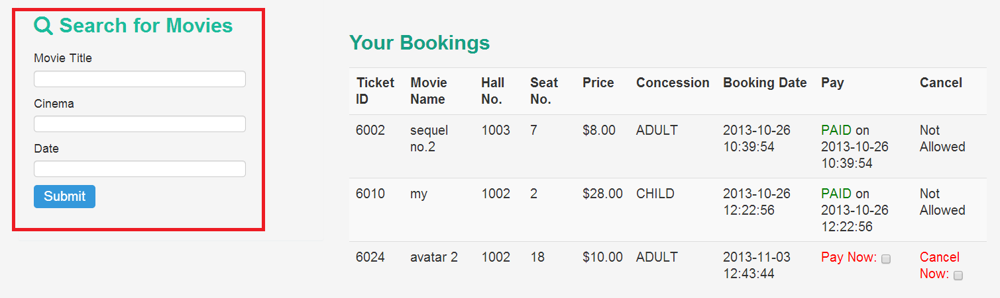 Search for Movies
Movie Title
Cinema
Date
Submit
Your Bookings
Ticket ID Movie Name Hall No. Seat No. Price Concession Booking Date Pay Cancel
6002 sequel no.2 1003 7 $8.00 ADULT 2013-10-26 10:39:54 PAID on 2013-10-26 10:39:54 Not Allowed
6010 my 1002 2 $28.00 CHILD 2013-10-26 12:22:56 PAID on 2013-10-26 12:22:56 Not Allowed
6024 avatar 2 1002 18 $10.00 ADULT 2013-11-03 12:43:44 Pay Now: Cancel Now: